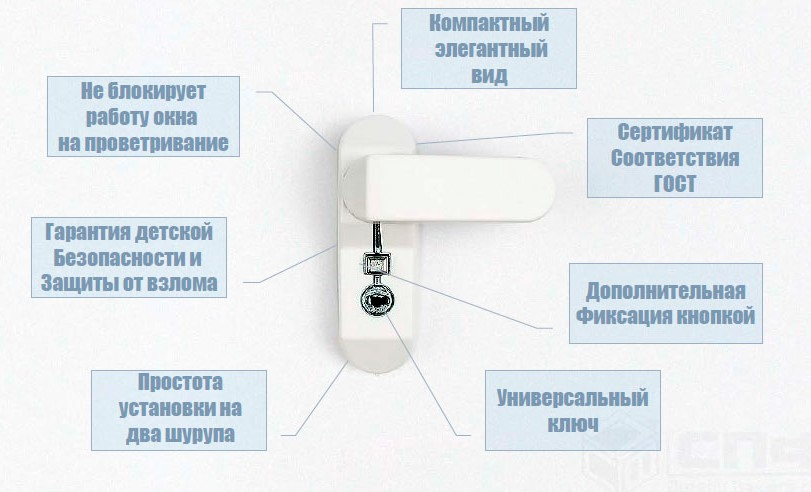 Компактный
элегантный
вид
Не блокирует
работу окна
на проветривание
Сертификат
Соответствия
ГОСТ
Гарантия детской
Безопасности и
Защиты от взлома
Дополнительная
Фиксация кнопкой
Простота
установки на
два шурупа
Универсальный
ключ